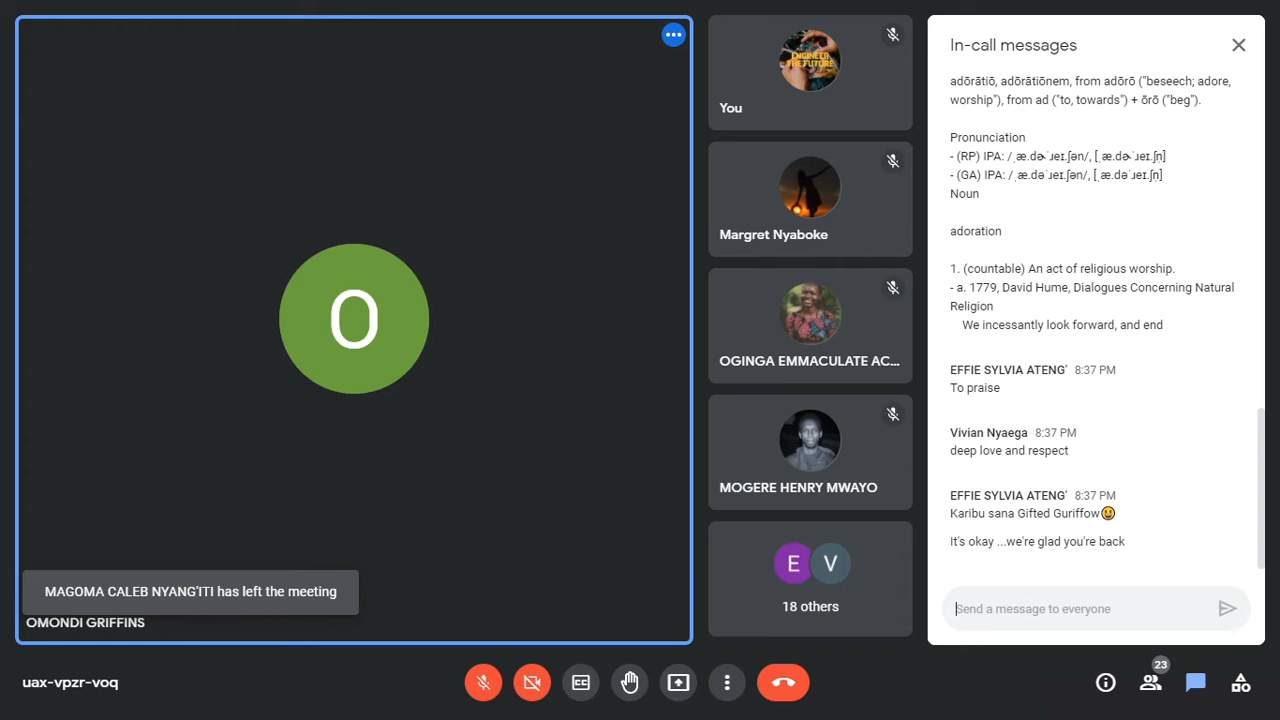 O
MAGOMA CALEB NYANG'ITI has left the meeting
OMONDI GRIFFINS
ENGINEER
THE FUTURE
You
Margret Nyaboke
OGINGA EMMACULATE AC...
MOGERE HENRY MWAYO
E V
18 others
In-call messages
adōrātiō, adōrātiōnem, from adōrō ("beseech; adore,
worship"), from ad ("to, towards") + ōrō ("beg").
Pronunciation
- (RP) IPA: /ˌæ.dɚˈɹeɪ.ʃən/, [ˌæ.dɚˈɹeɪ.ʃn̩]
- (GA) IPA: /ˌæ.dəˈɹeɪ.ʃən/, [ˌæ.dəˈɹeɪ.ʃn̩]
Noun
adoration
1. (countable) An act of religious worship.
- a. 1779, David Hume, Dialogues Concerning Natural
Religion
We incessantly look forward, and end
EFFIE SYLVIA ATENG' 8:37 PM
To praise
Vivian Nyaega 8:37 PM
deep love and respect
EFFIE SYLVIA ATENG' 8:37 PM
Karibu sana Gifted Guriffow😃
It's okay ...we're glad you're back
Send a message to everyone
uax-vpzr-voq
CC
23